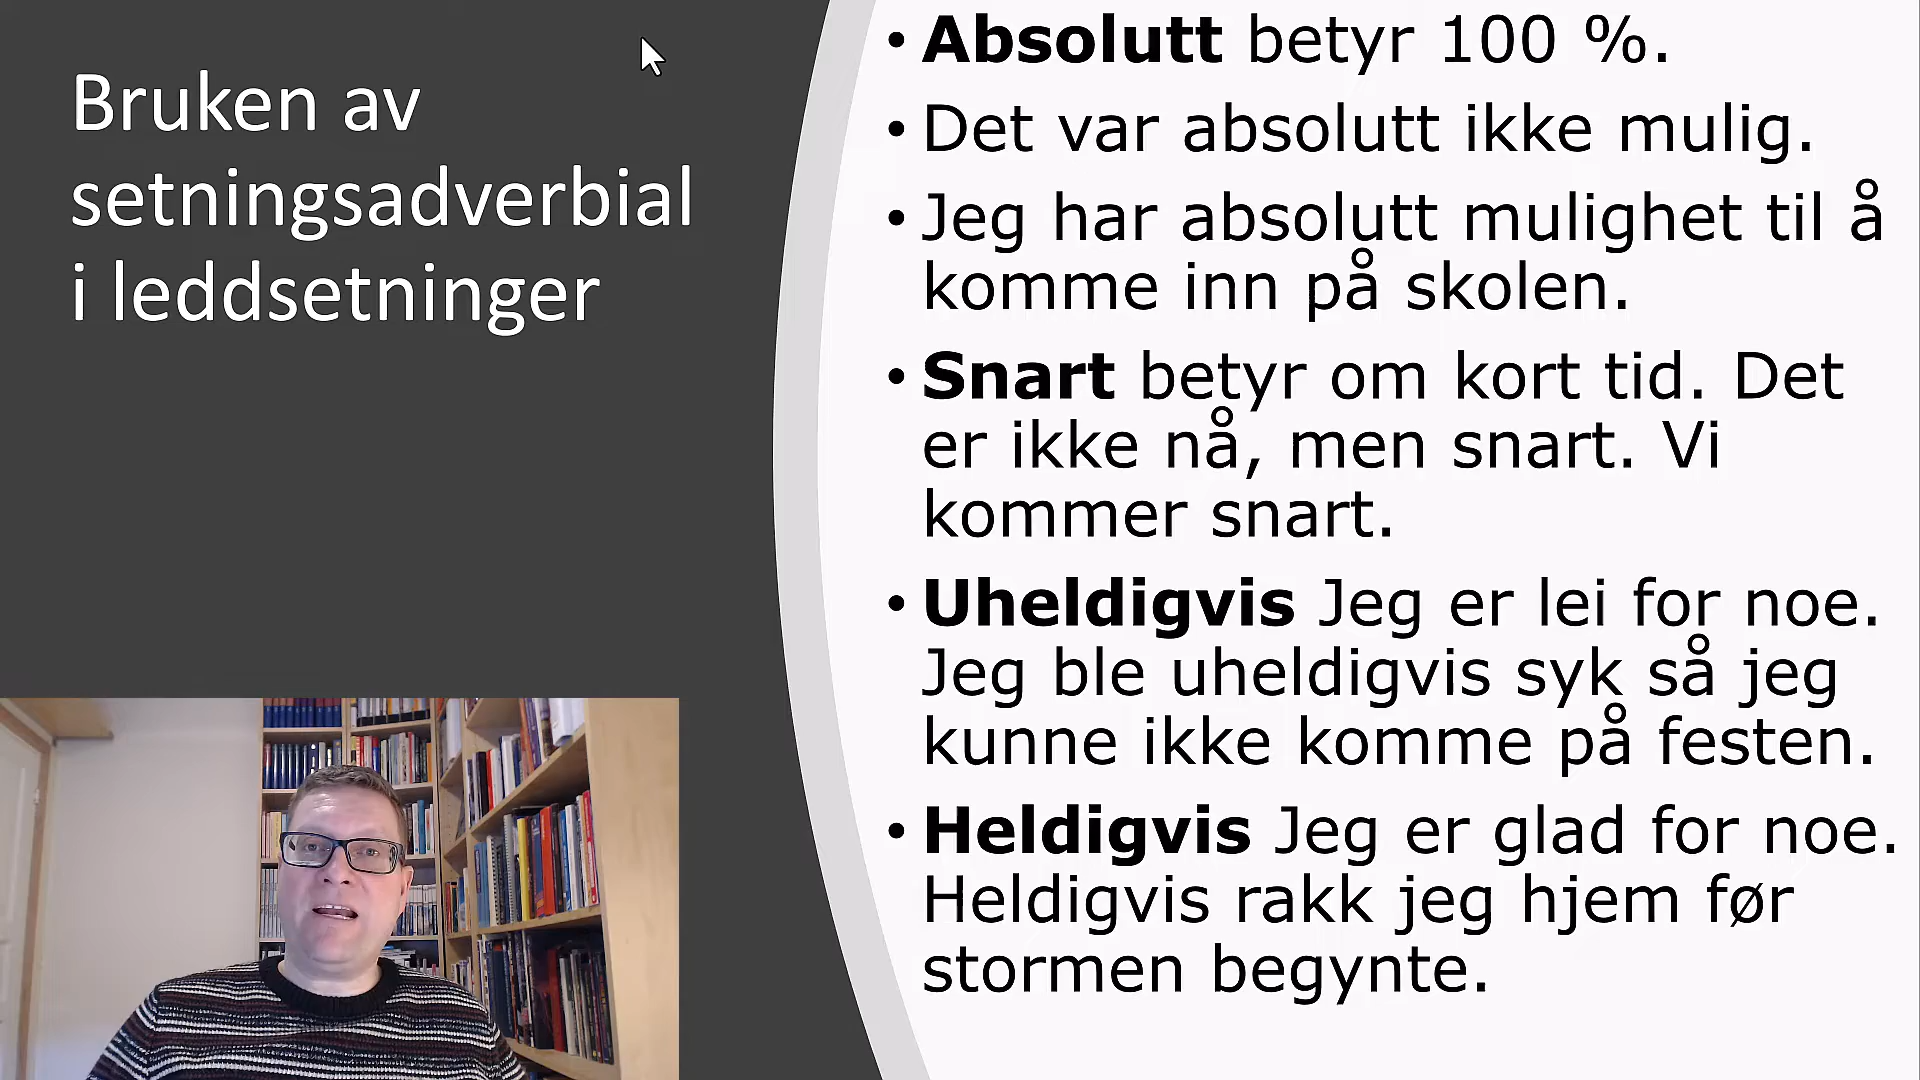 Bruken av
setningsadverbial
i leddsetninger
• Absolutt betyr 100 %.
• Det var absolutt ikke mulig.
• Jeg har absolutt mulighet til å
komme inn på skolen.
• Snart betyr om kort tid. Det
er ikke nå, men snart. Vi
kommer snart.
• Uheldigvis Jeg er lei for noe.
Jeg ble uheldigvis syk så jeg
kunne ikke komme på festen.
• Heldigvis Jeg er glad for noe.
Heldigvis rakk jeg hjem før
stormen begynte.